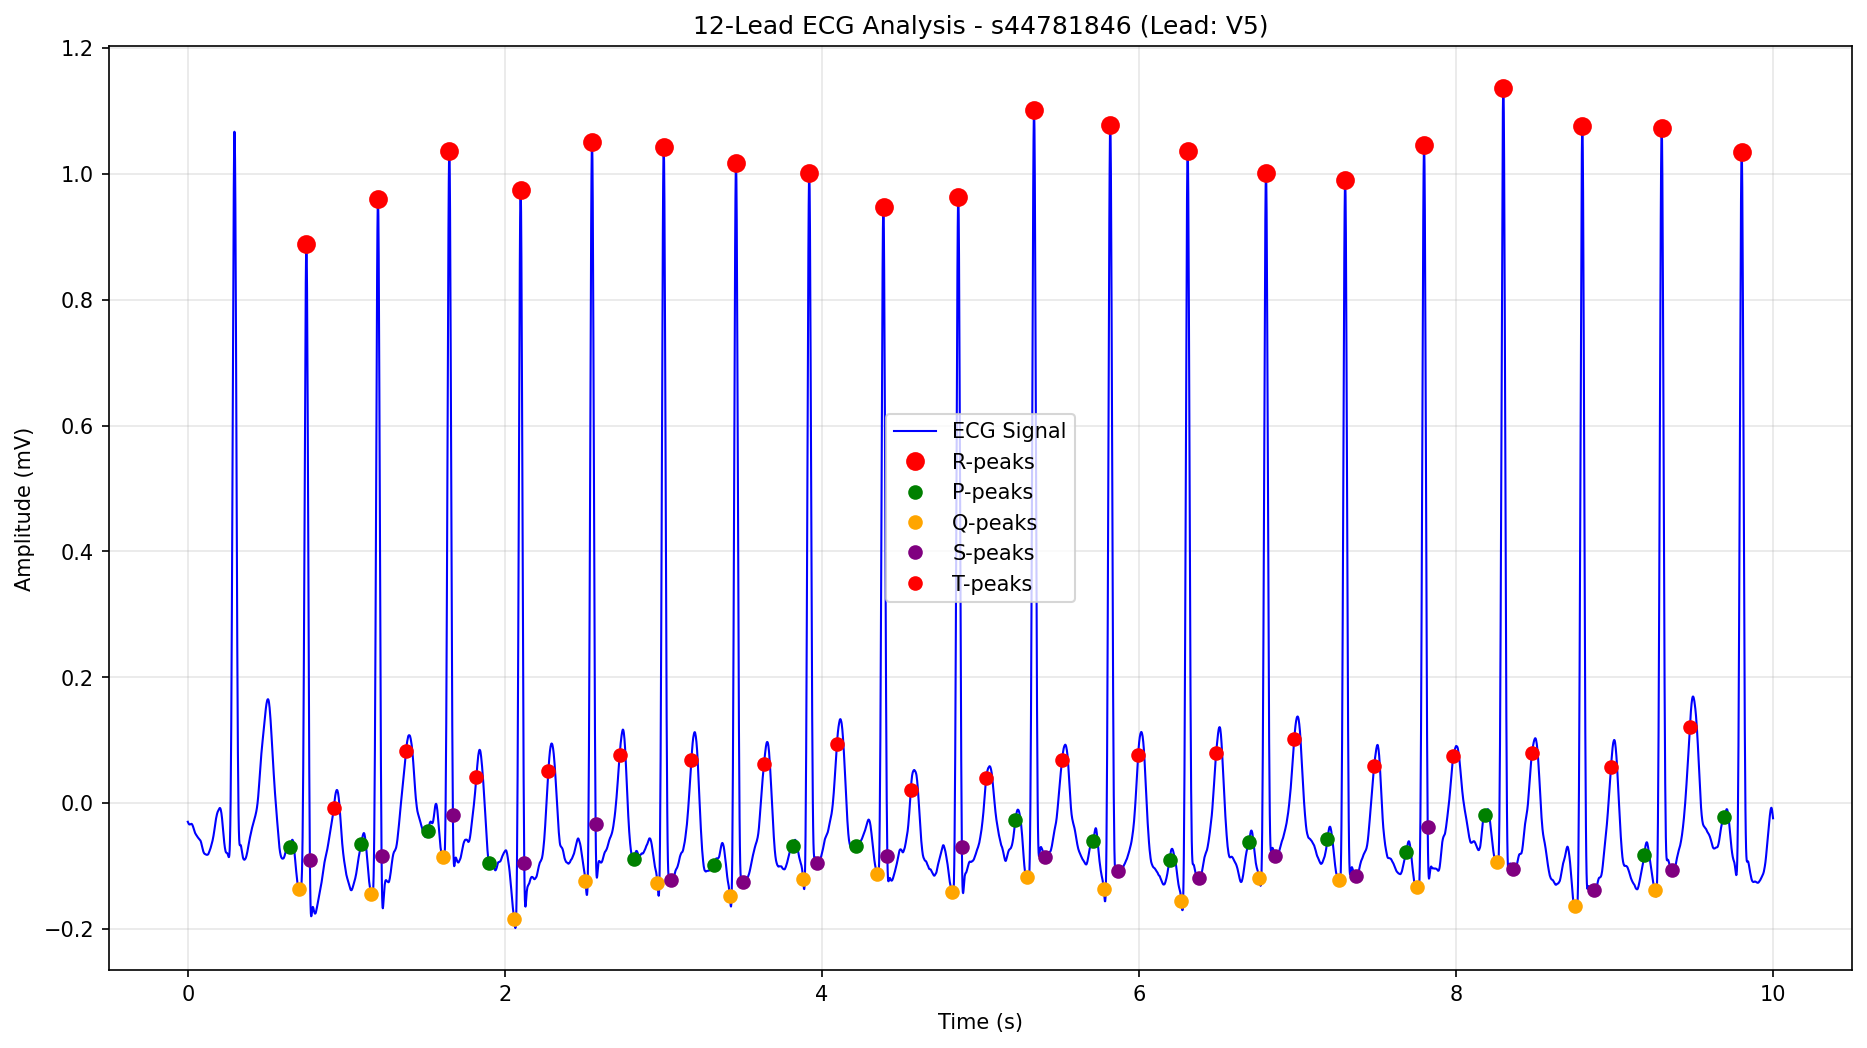 12-Lead ECG Analysis - s44781846 (Lead: V5)
1.2
1.0
0.8
0.6
0.4
0.2
0.0
−0.2
Amplitude (mV)
ECG Signal
R-peaks
P-peaks
Q-peaks
S-peaks
T-peaks
0 2 4 6 8 10
Time (s)